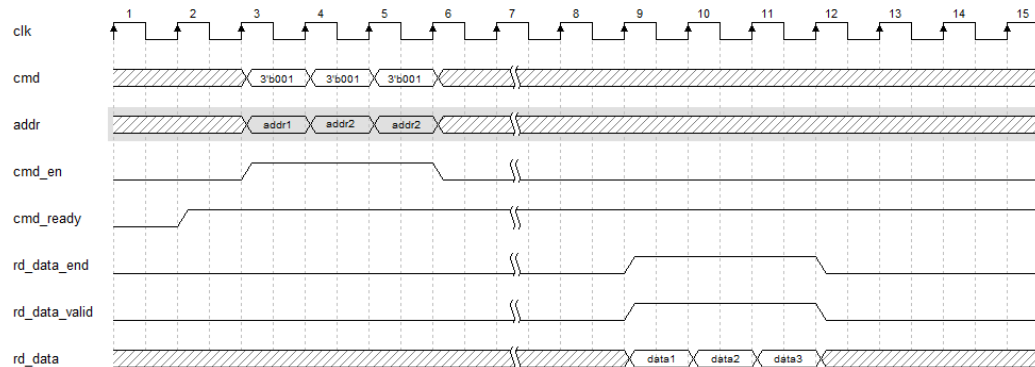 1 2 3 4 5 6 7 8 9 10 11 12 13 14 15
clk
cmd 3'b001 3'b001 3'b001
addr addr1 addr2 addr2
cmd_en
cmd_ready
rd_data_end
rd_data_valid
rd_data data1 data2 data3